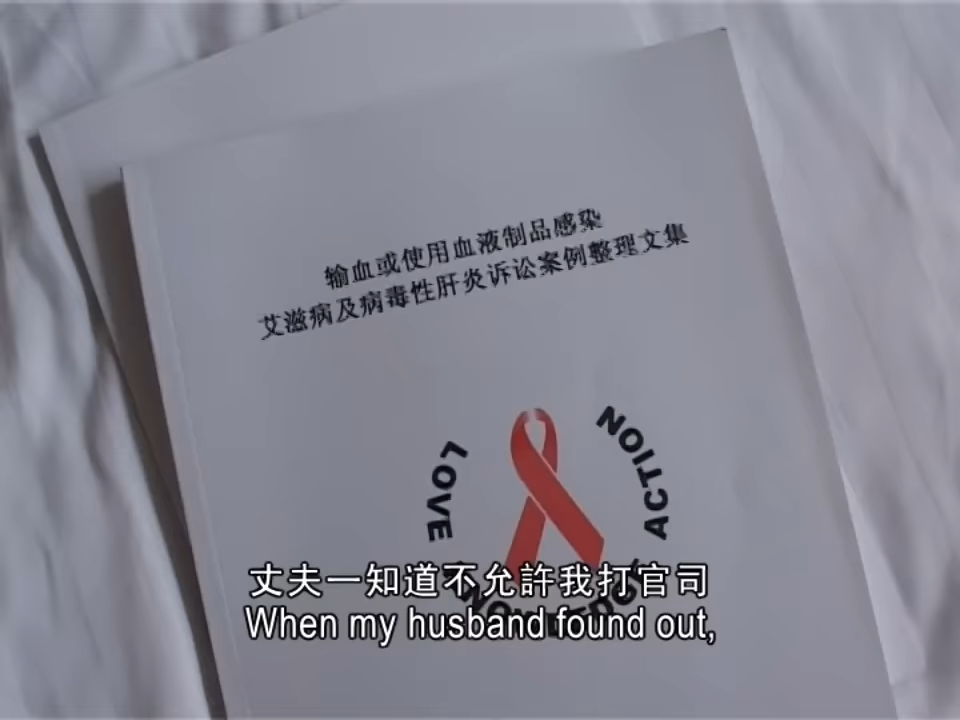 输血或使用血液制品感染
艾滋病及病毒性肝炎诉讼案例整理文集
LOVE
ACTION
丈夫一知道不允許我打官司
When my husband found out,